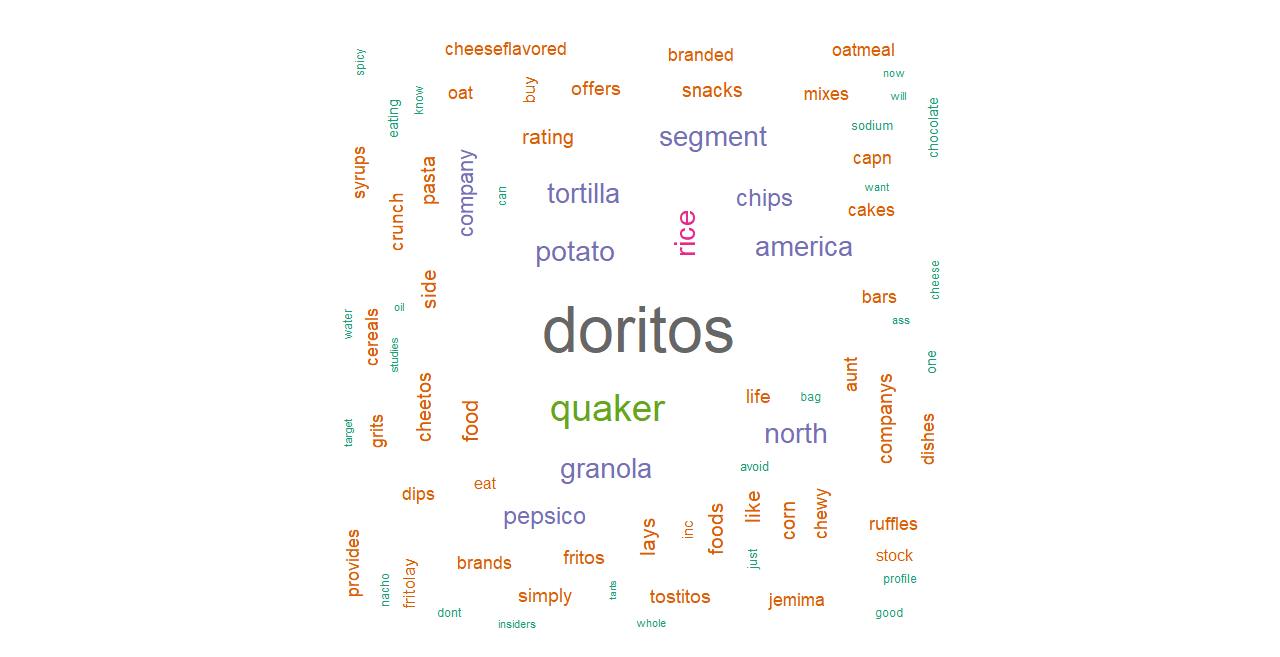 cheeseflavored
branded
oatmeal
spicy
now
know
oat
buy
offers
snacks
mixes
will
eating
chocolate
sodium
rating
segment
syrups
pasta
company
capn
can
tortilla
chips
want
crunch
rice
cakes
potato
america
side
cheese
bars
oil
water
cereals
studies
doritos
ass
one
aunt
cheetos
quaker
life
bag
companys
target
grits
food
north
dishes
granola
avoid
eat
dips
pepsico
lays
inc
foods
like
corn
chewy
ruffles
provides
nacho
fritolay
brands
fritos
just
stock
profile
simply
tarts
tostitos
jemima
dont
insiders
whole
good